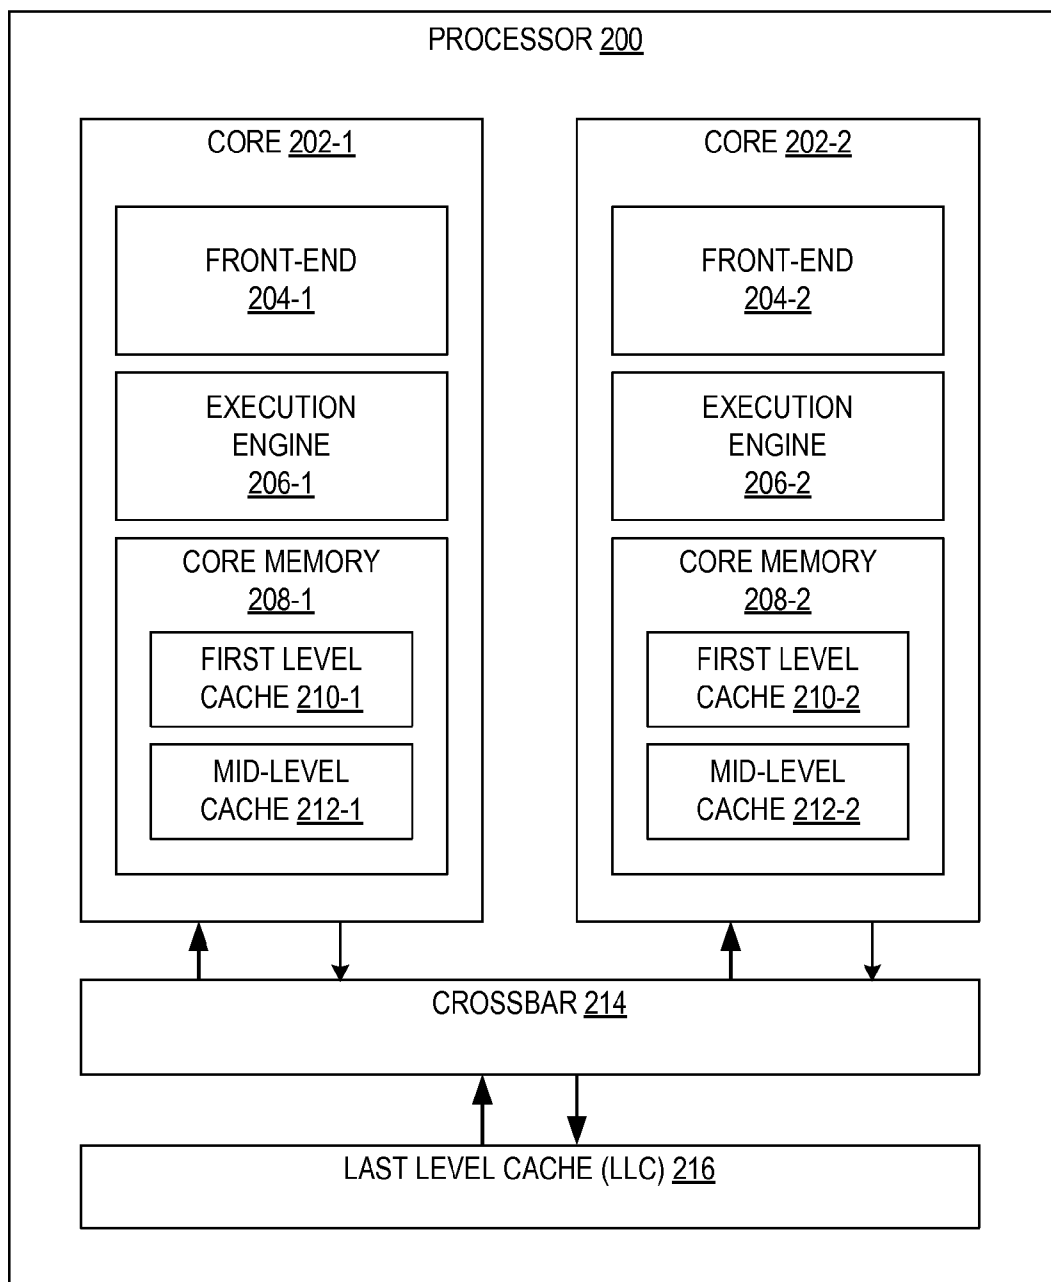 PROCESSOR 200
CORE 202-1
FRONT-END
204-1
EXECUTION
ENGINE
206-1
CORE MEMORY
208-1
FIRST LEVEL
CACHE 210-1
MID-LEVEL
CACHE 212-1
CORE 202-2
FRONT-END
204-2
EXECUTION
ENGINE
206-2
CORE MEMORY
208-2
FIRST LEVEL
CACHE 210-2
MID-LEVEL
CACHE 212-2
CROSSBAR 214
LAST LEVEL CACHE (LLC) 216